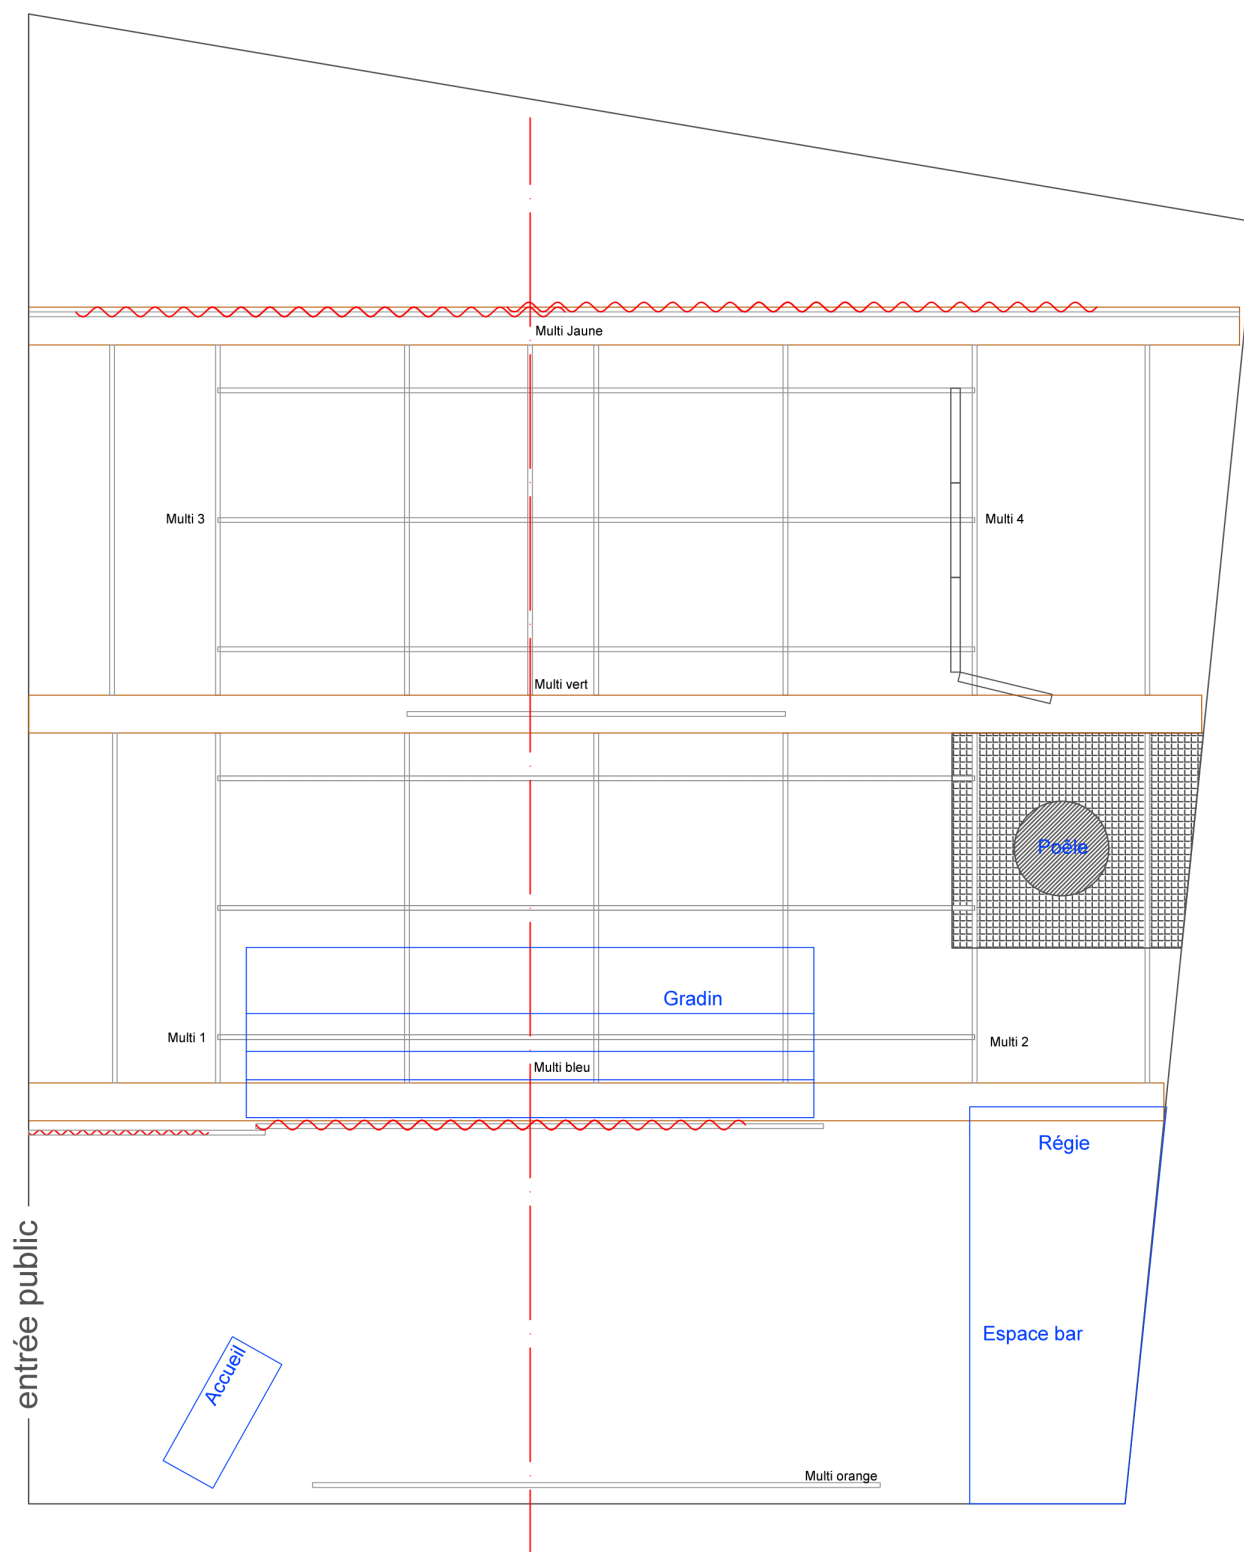 Multi Jaune
Multi 3
Multi 4
Multi vert
Poêle
Gradin
Multi 1
Multi 2
Multi bleu
Régie
entrée public
Espace bar
Accueil
Multi orange